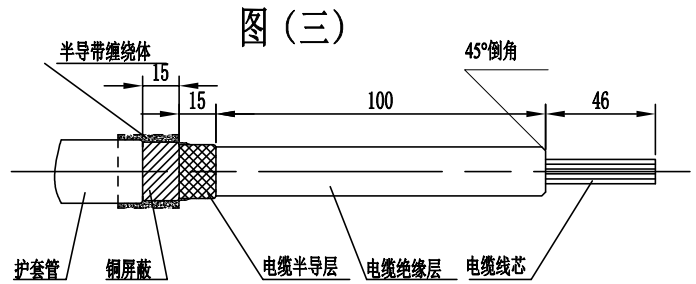 图（三）
半导带缠绕体
45°倒角
15
15
100
46
护套管
铜屏蔽
电缆半导层
电缆绝缘层
电缆线芯